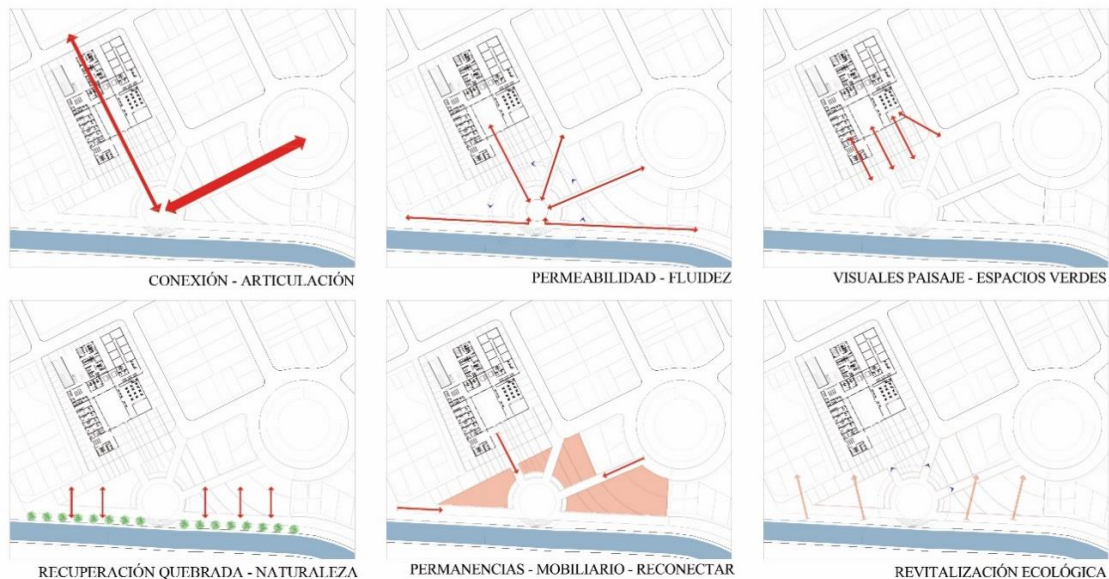 CONEXIÓN - ARTICULACIÓN
PERMEABILIDAD - FLUIDEZ
VISUALES PAISAJE - ESPACIOS VERDES
RECUPERACIÓN QUEBRADA - NATURALEZA
PERMANENCIAS - MOBILIARIO - RECONECTAR
REVITALIZACIÓN ECOLÓGICA